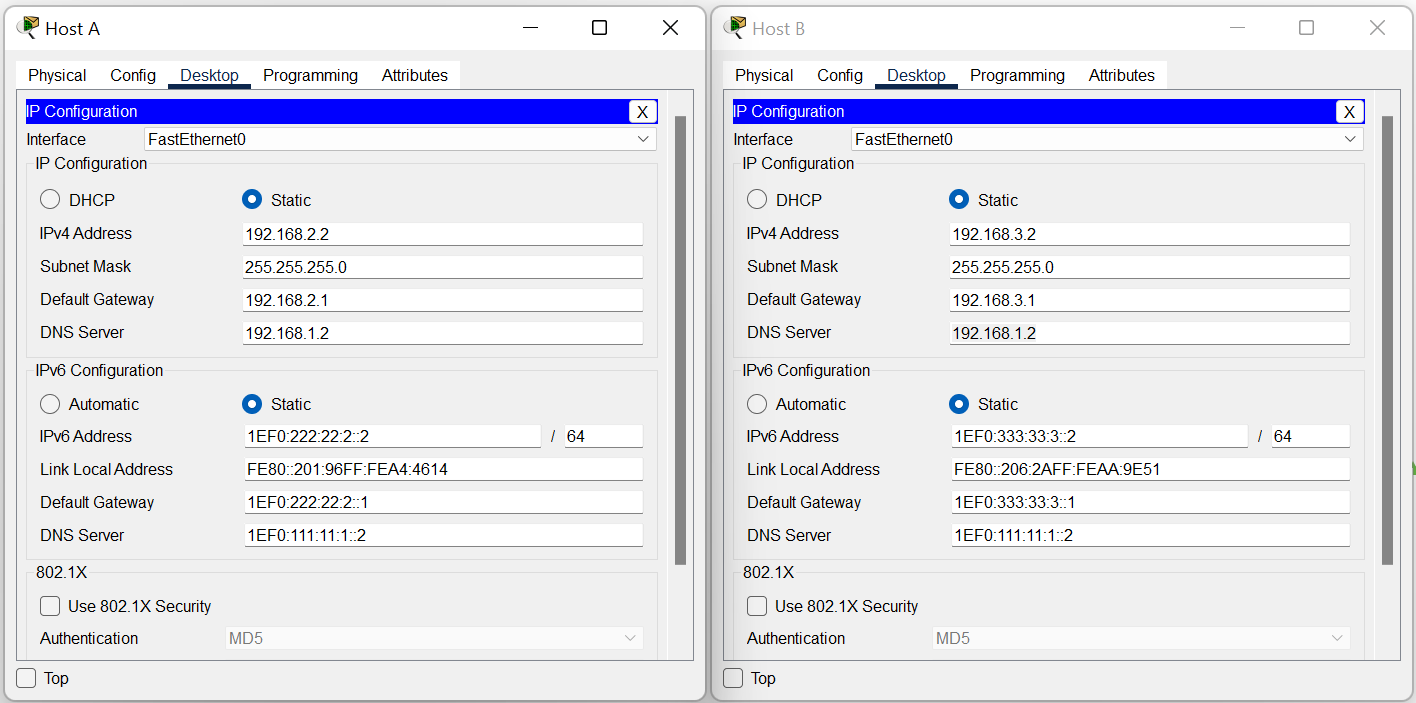 Host A
Physical Config Desktop Programming Attributes
IP Configuration X
Interface FastEthernet0
IP Configuration
DHCP Static
IPv4 Address 192.168.2.2
Subnet Mask 255.255.255.0
Default Gateway 192.168.2.1
DNS Server 192.168.1.2
IPv6 Configuration
Automatic Static
IPv6 Address 1EF0:222:22:2::2 / 64
Link Local Address FE80::201:96FF:FEA4:4614
Default Gateway 1EF0:222:22:2::1
DNS Server 1EF0:111:11:1::2
802.1X
Use 802.1X Security
Authentication MD5
Top
Host B
Physical Config Desktop Programming Attributes
IP Configuration X
Interface FastEthernet0
IP Configuration
DHCP Static
IPv4 Address 192.168.3.2
Subnet Mask 255.255.255.0
Default Gateway 192.168.3.1
DNS Server 192.168.1.2
IPv6 Configuration
Automatic Static
IPv6 Address 1EF0:333:33:3::2 / 64
Link Local Address FE80::206:2AFF:FEAA:9E51
Default Gateway 1EF0:333:33:3::1
DNS Server 1EF0:111:11:1::2
802.1X
Use 802.1X Security
Authentication MD5
Top